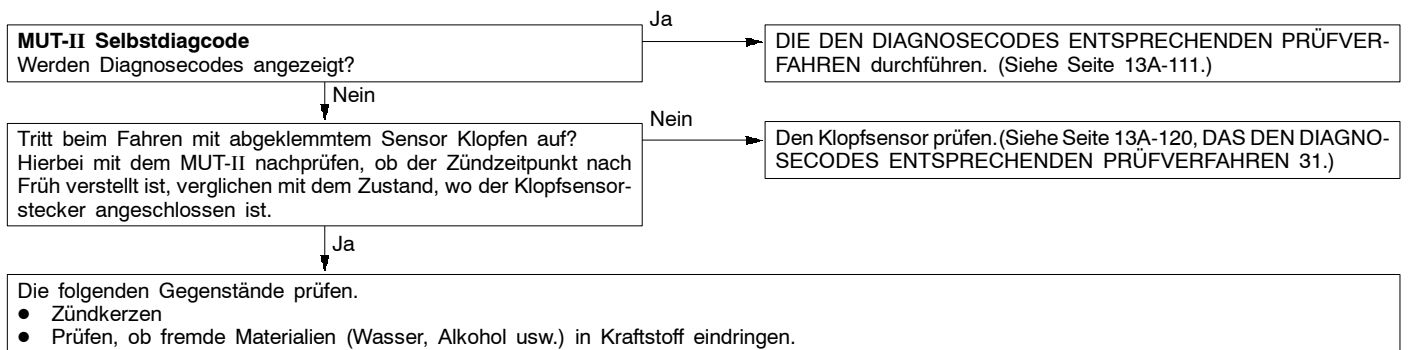 Ja
MUT-II Selbstdiagcode
Werden Diagnosecodes angezeigt?
DIE DEN DIAGNOSECODES ENTSPRECHENDEN PRÜFVER-
FAHREN durchführen. (Siehe Seite 13A-111.)
Nein
Nein
Tritt beim Fahren mit abgeklemmtem Sensor Klopfen auf?
Hierbei mit dem MUT-II nachprüfen, ob der Zündzeitpunkt nach
Früh verstellt ist, verglichen mit dem Zustand, wo der Klopfsensor-
stecker angeschlossen ist.
Den Klopfsensor prüfen.(Siehe Seite 13A-120, DAS DEN DIAGNO-
SECODES ENTSPRECHENDEN PRÜFVERFAHREN 31.)
Ja
Die folgenden Gegenstände prüfen.
● Zündkerzen
● Prüfen, ob fremde Materialien (Wasser, Alkohol usw.) in Kraftstoff eindringen.